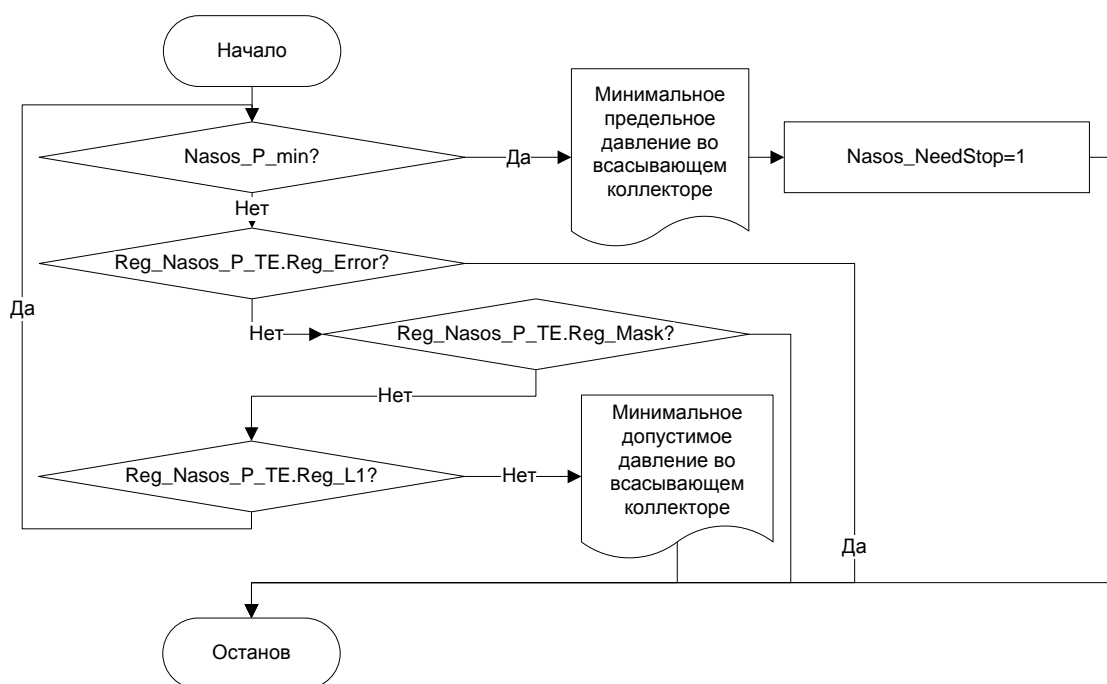 Начало
Nasos_P_min?
Да
Минимальное
предельное
давление во
всасывающем
коллекторе
Nasos_NeedStop=1
Нет
Reg_Nasos_P_TE.Reg_Error?
Да
Нет
Reg_Nasos_P_TE.Reg_Mask?
Нет
Reg_Nasos_P_TE.Reg_L1?
Нет
Минимальное
допустимое
давление во
всасывающем
коллекторе
Да
Останов